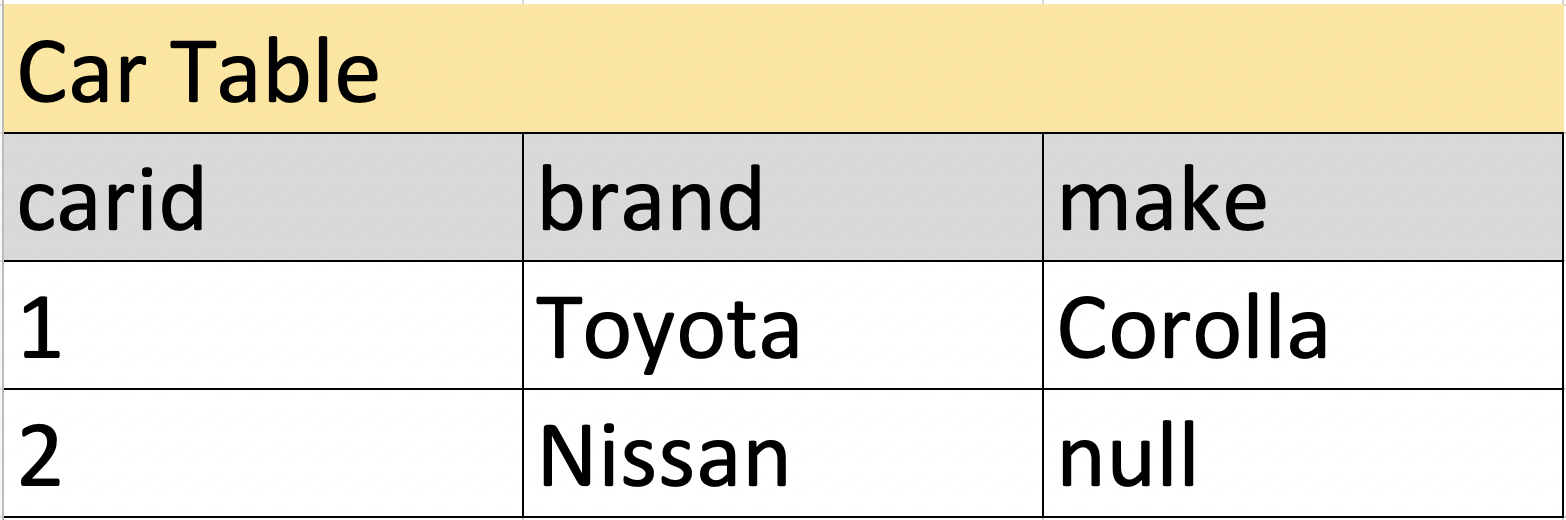 Car Table
carid brand make
1 Toyota Corolla
2 Nissan null